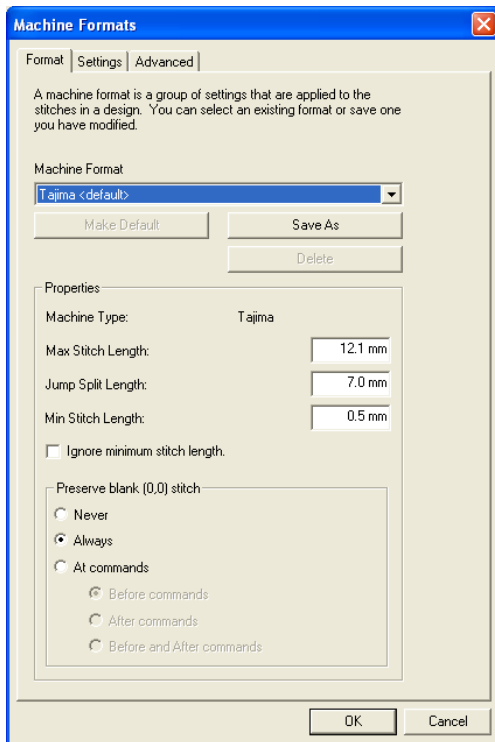 Machine Formats
Format Settings Advanced
A machine format is a group of settings that are applied to the
stitches in a design. You can select an existing format or save one
you have modified.
Machine Format
Tajima <default>
Make Default Save As
Delete
Properties
Machine Type: Tajima
Max Stitch Length: 12.1 mm
Jump Split Length: 7.0 mm
Min Stitch Length: 0.5 mm
Ignore minimum stitch length.
Preserve blank (0,0) stitch
Never
Always
At commands
Before commands
After commands
Before and After commands
OK Cancel